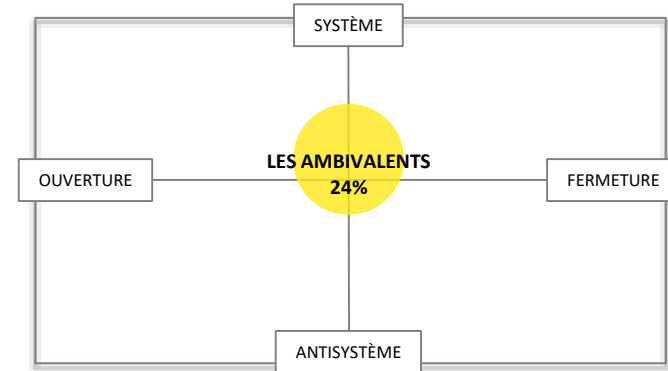 SYSTÈME
LES AMBIVALENTS
24%
OUVERTURE
FERMETURE
ANTISYSTÈME